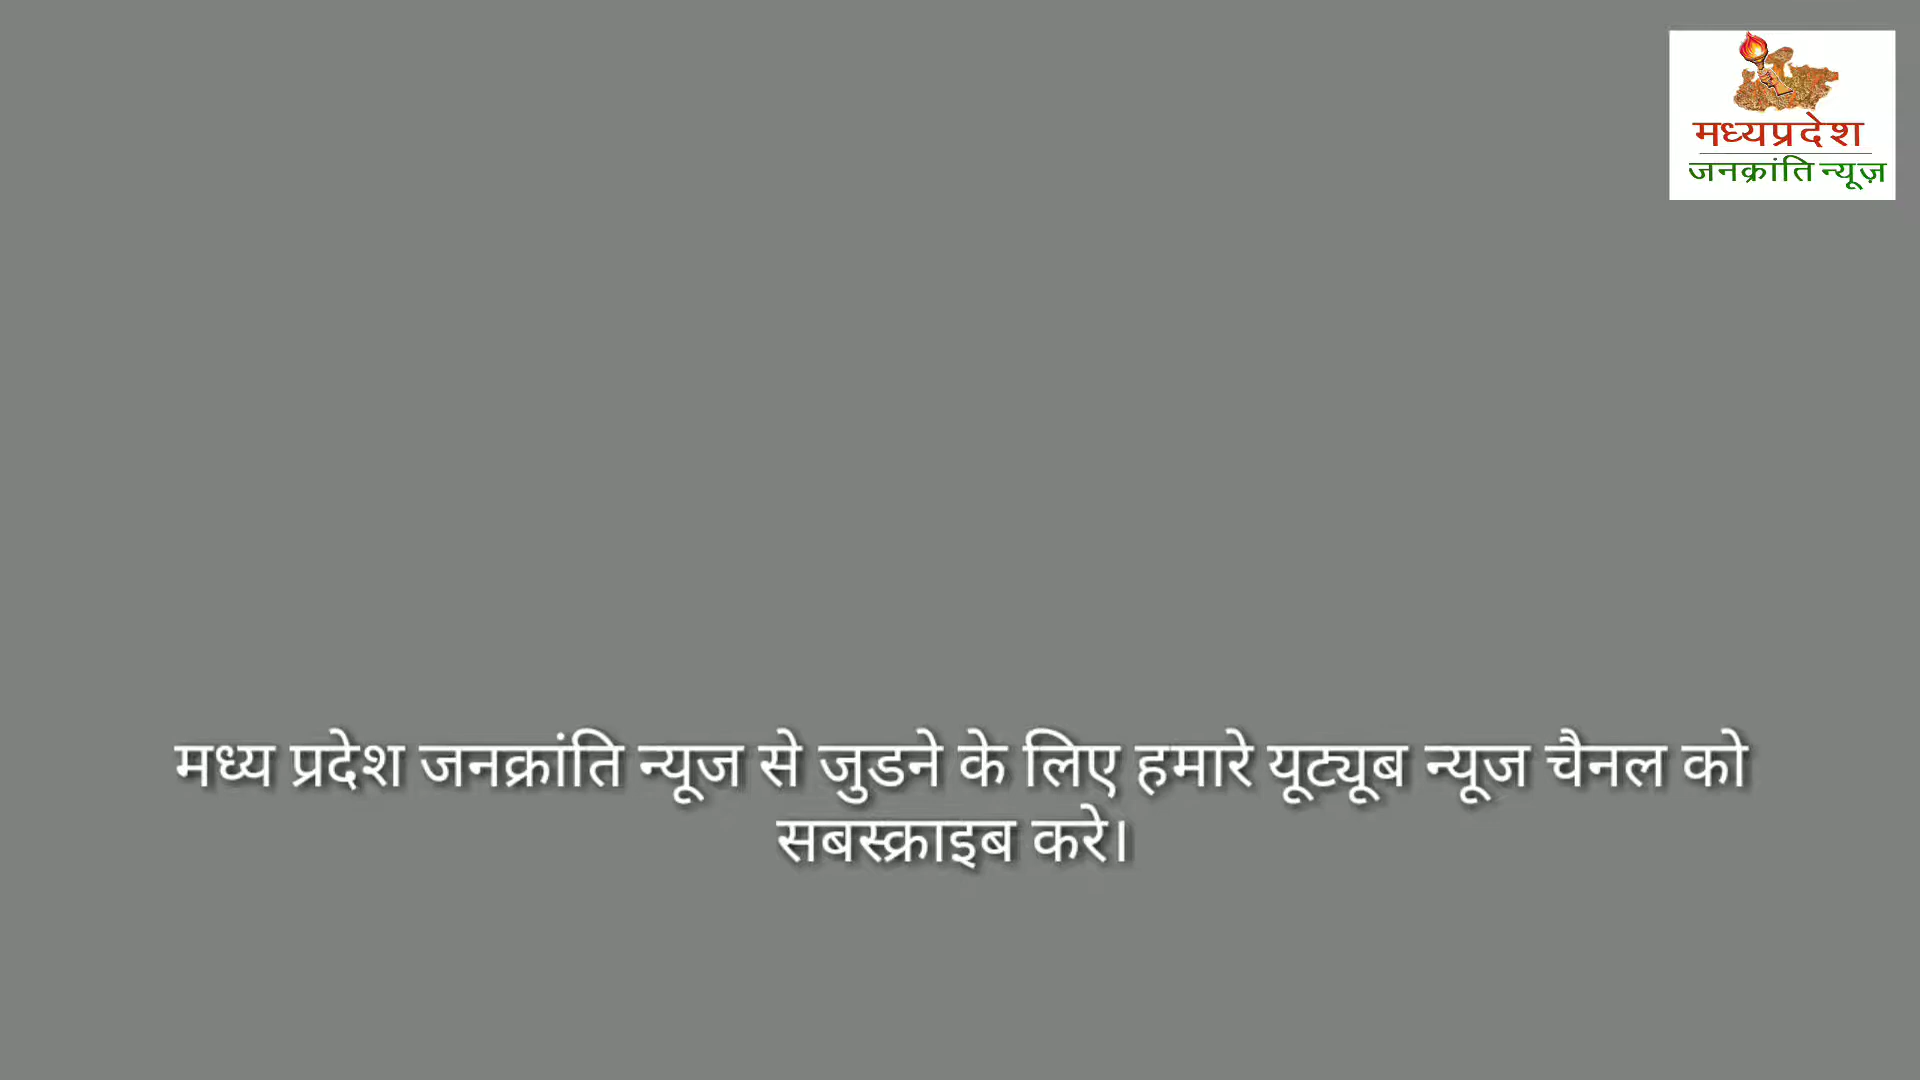 मध्यप्रदेश
जनक्रांति न्यूज़
मध्य प्रदेश जनक्रांति न्यूज से जुडने के लिए हमारे यूट्यूब न्यूज चैनल को
सबस्क्राइब करे।